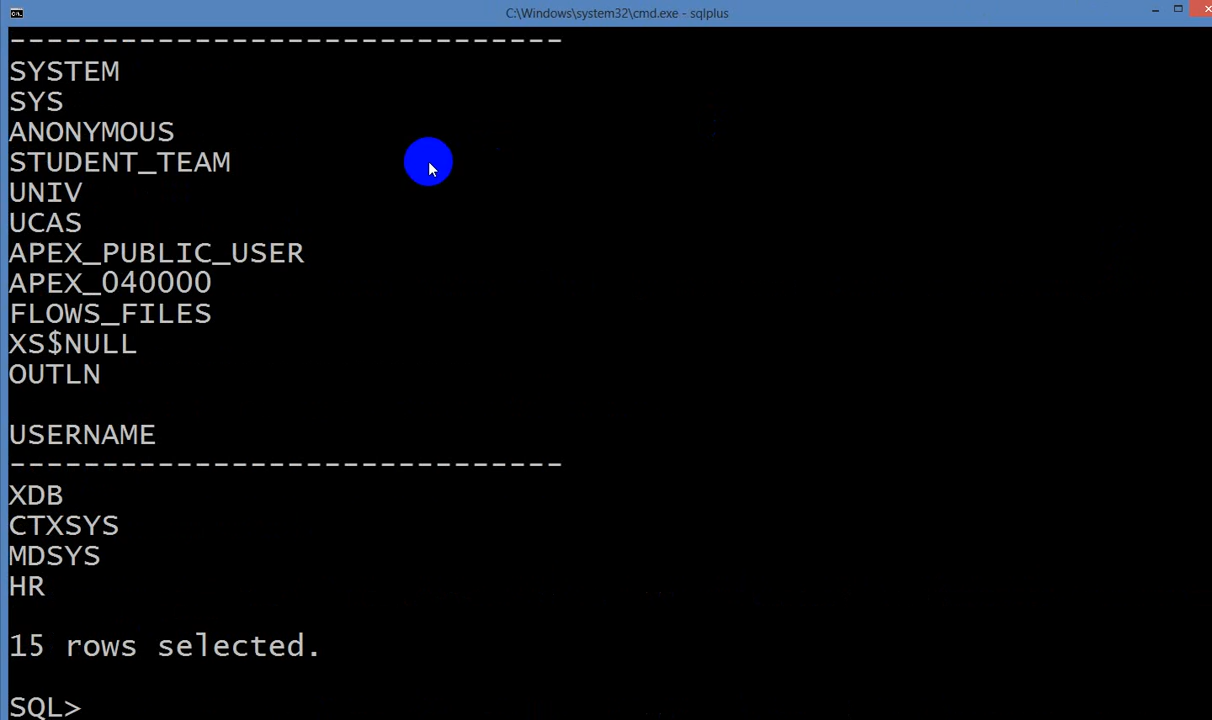 C:\Windows\system32\cmd.exe - sqlplus
------------------------------
SYSTEM
SYS
ANONYMOUS
STUDENT_TEAM
UNIV
UCAS
APEX_PUBLIC_USER
APEX_040000
FLOWS_FILES
XS$NULL
OUTLN
USERNAME
------------------------------
XDB
CTXSYS
MDSYS
HR
15 rows selected.
SQL>